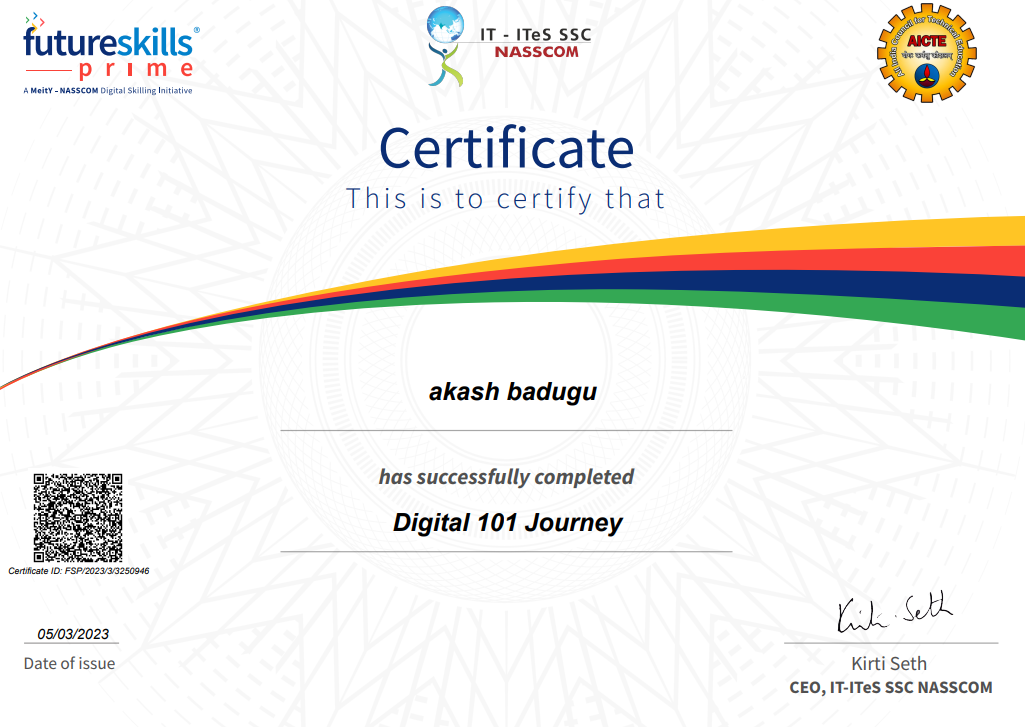 futureskills®
prime
A MeitY - NASSCOM Digital Skilling Initiative
IT - ITeS SSC
NASSCOM
All India Council for Technical Education
AICTE
Certificate
This is to certify that
akash badugu
has successfully completed
Digital 101 Journey
Certificate ID: FSP/2023/3/3250946
05/03/2023
Date of issue
Kirti Seth
Kirti Seth
CEO, IT-ITeS SSC NASSCOM